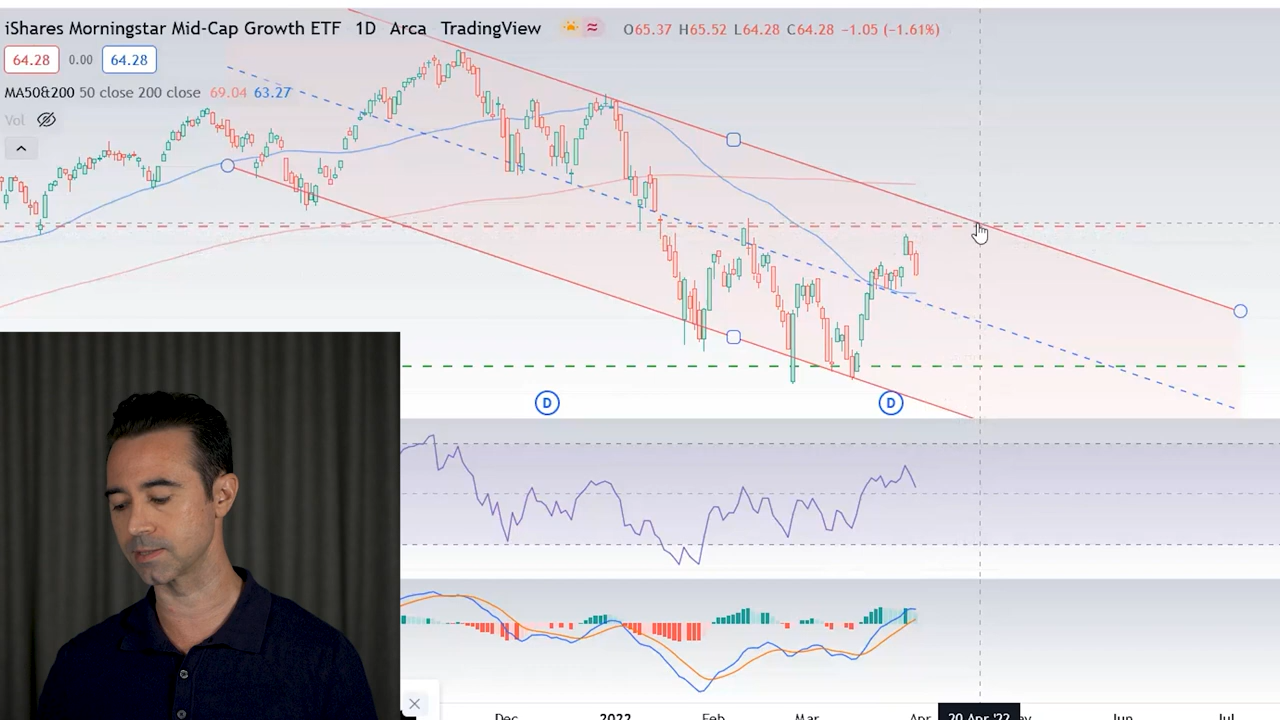 iShares Morningstar Mid-Cap Growth ETF 1D Arca TradingView O65.37 H65.52 L64.28 C64.28 −1.05 (−1.61%)
64.28 0.00 64.28
MA50&200 50 close 200 close 69.04 63.27
Vol
D D
Dec 2022 Feb Mar Apr 20 Apr '22 Jun Jul